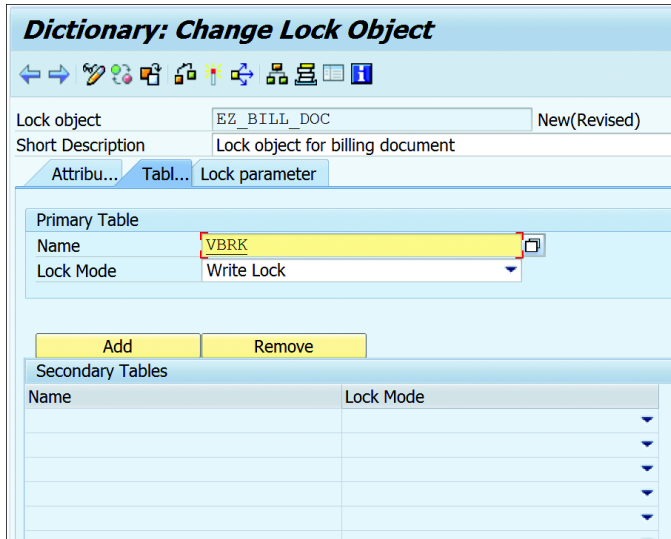 Dictionary: Change Lock Object
Lock object EZ_BILL_DOC New(Revised)
Short Description Lock object for billing document
Attribu... Tabl... Lock parameter
Primary Table
Name VBRK
Lock Mode Write Lock
Add Remove
Secondary Tables
Name Lock Mode